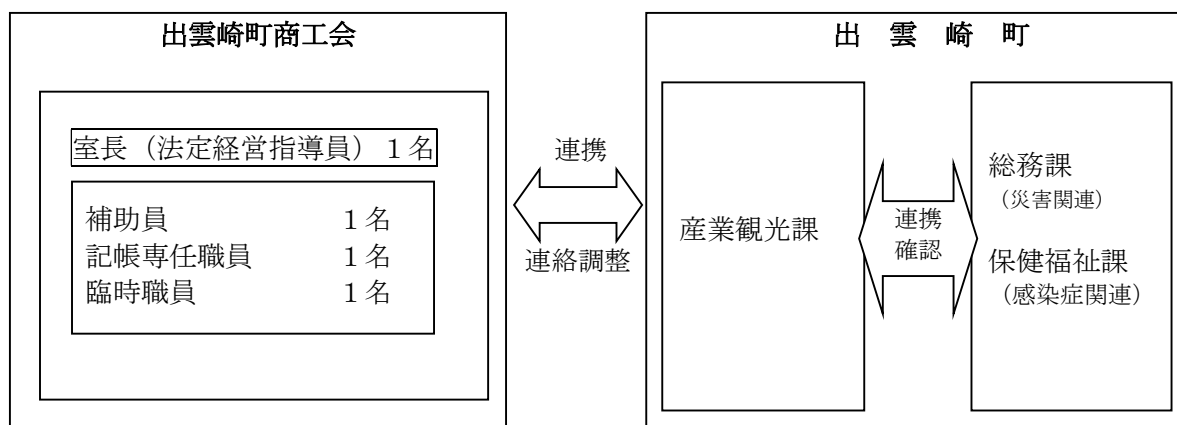 出雲崎町商工会
室長（法定経営指導員）１名
補助員 １名
記帳専任職員 １名
臨時職員 １名
連携
連絡調整
出 雲 崎 町
産業観光課
連携
確認
総務課
（災害関連）
保健福祉課
（感染症関連）